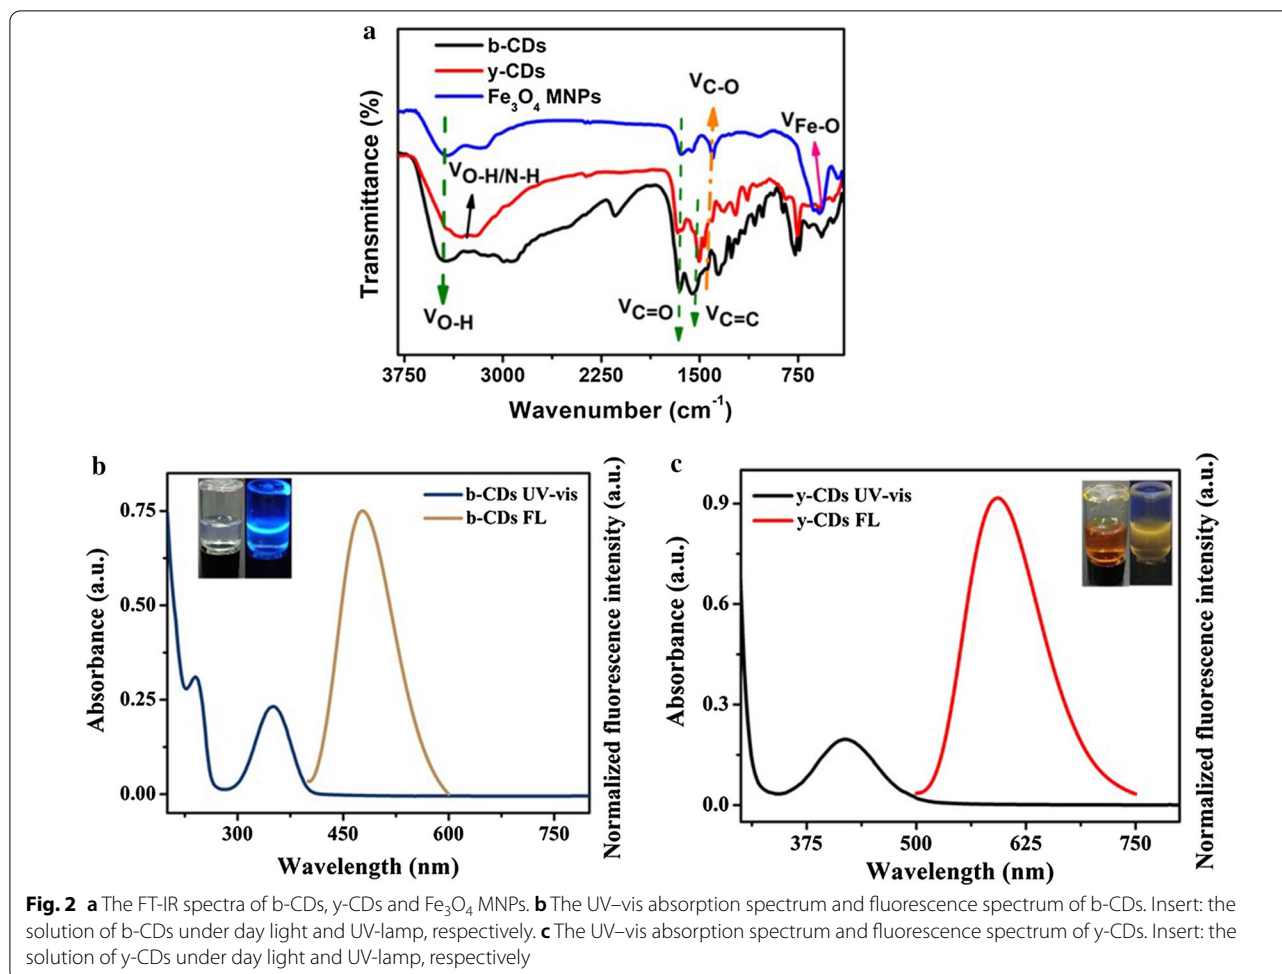 a
b-CDs
y-CDs
Fe3O4 MNPs
VC-O
VFe-O
VO-H/N-H
VO-H
VC=O
VC=C
Transmittance (%)
3750 3000 2250 1500 750
Wavenumber (cm-1)
b
b-CDs UV-vis
b-CDs FL
0.75
0.50
0.25
0.00
Absorbance (a.u.)
Normalized fluorescence intensity (a.u.)
300 450 600 750
Wavelength (nm)
c
y-CDs UV-vis
y-CDs FL
0.9
0.6
0.3
0.0
Absorbance (a.u.)
Normalized fluorescence intensity (a.u.)
375 500 625 750
Wavelength (nm)
Fig. 2 a The FT-IR spectra of b-CDs, y-CDs and Fe3O4 MNPs. b The UV–vis absorption spectrum and fluorescence spectrum of b-CDs. Insert: the
solution of b-CDs under day light and UV-lamp, respectively. c The UV–vis absorption spectrum and fluorescence spectrum of y-CDs. Insert: the
solution of y-CDs under day light and UV-lamp, respectively